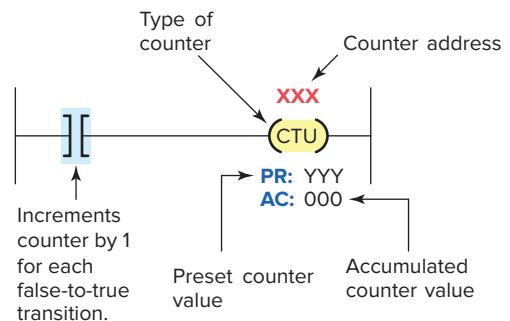 Type of
counter
Counter address
XXX
CTU
PR: YYY
AC: 000
Increments
counter by 1
for each
false-to-true
transition.
Preset counter
value
Accumulated
counter value